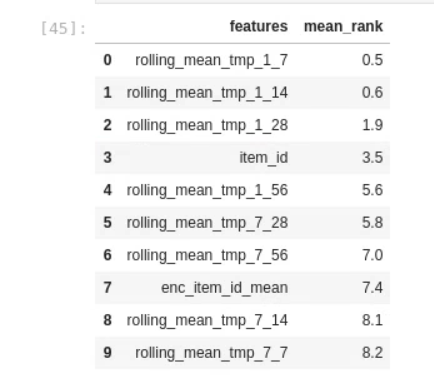 [45]:
features mean_rank
0 rolling_mean_tmp_1_7 0.5
1 rolling_mean_tmp_1_14 0.6
2 rolling_mean_tmp_1_28 1.9
3 item_id 3.5
4 rolling_mean_tmp_1_56 5.6
5 rolling_mean_tmp_7_28 5.8
6 rolling_mean_tmp_7_56 7.0
7 enc_item_id_mean 7.4
8 rolling_mean_tmp_7_14 8.1
9 rolling_mean_tmp_7_7 8.2